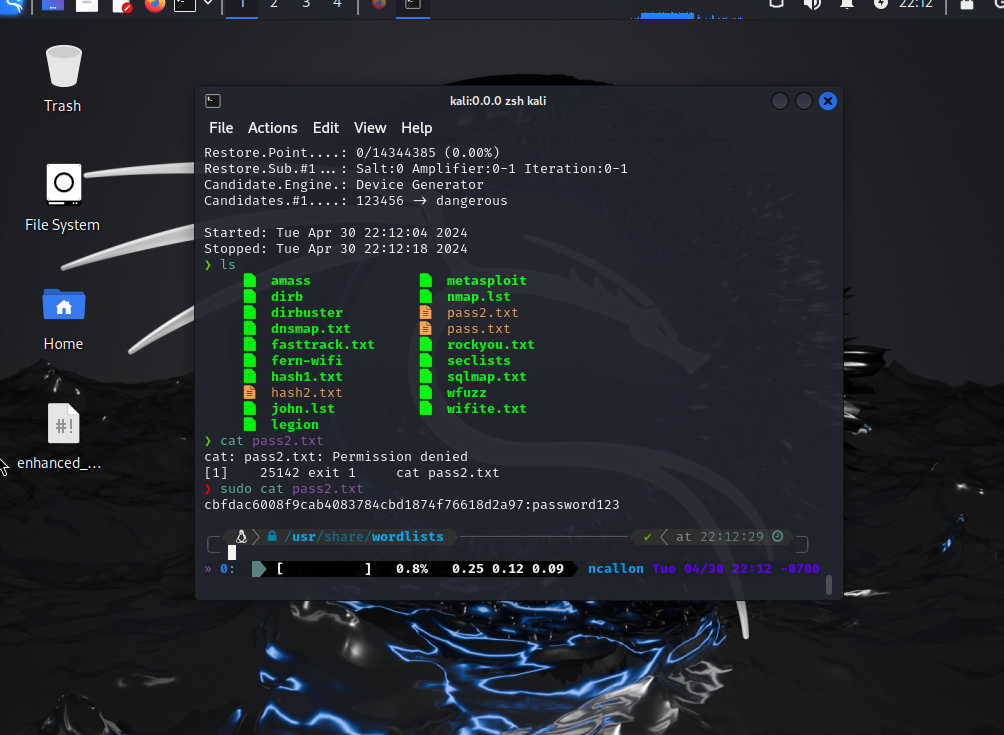 1 2 3 4 22:12
Trash
File System
Home
#!
enhanced_...
kali:0.0.0 zsh kali
File Actions Edit View Help
Restore.Point....: 0/14344385 (0.00%)
Restore.Sub.#1...: Salt:0 Amplifier:0-1 Iteration:0-1
Candidate.Engine.: Device Generator
Candidates.#1....: 123456 -> dangerous
Started: Tue Apr 30 22:12:04 2024
Stopped: Tue Apr 30 22:12:18 2024
❯ ls
amass metasploit
dirb nmap.lst
dirbuster pass2.txt
dnsmap.txt pass.txt
fasttrack.txt rockyou.txt
fern-wifi seclists
hash1.txt sqlmap.txt
hash2.txt wfuzz
john.lst wifite.txt
legion
❯ cat pass2.txt
cat: pass2.txt: Permission denied
[1] 25142 exit 1 cat pass2.txt
❯ sudo cat pass2.txt
cbfdac6008f9cab4083784cbd1874f76618d2a97:password123
/usr/share/wordlists ✔ at 22:12:29
» 0: [ ] 0.8% 0.25 0.12 0.09 ncallon Tue 04/30 22:12 -0700